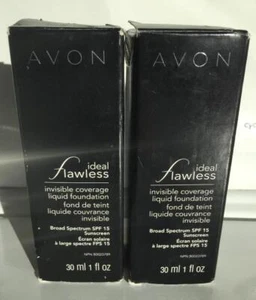 AVON
ideal
flawless
invisible coverage
liquid foundation
fond de teint
liquide couvrance
invisible
Broad Spectrum SPF 15
Sunscreen
Écran solaire
à large spectre FPS 15
30 ml 1 fl oz
AVON
ideal
flawless
invisible coverage
liquid foundation
fond de teint
liquide couvrance
invisible
Broad Spectrum SPF 15
Sunscreen
Écran solaire
à large spectre FPS 15
30 ml 1 fl oz